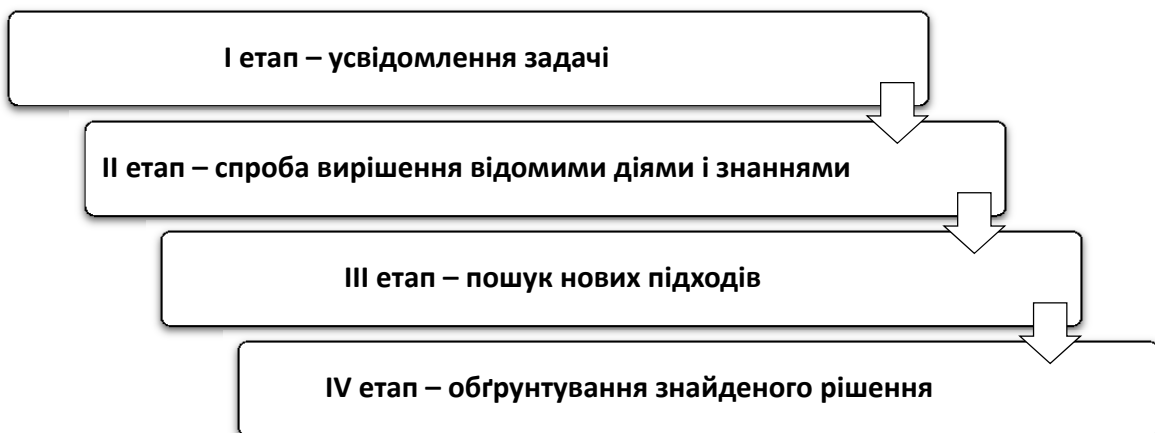 І етап – усвідомлення задачі
ІІ етап – спроба вирішення відомими діями і знаннями
ІІІ етап – пошук нових підходів
IV етап – обґрунтування знайденого рішення